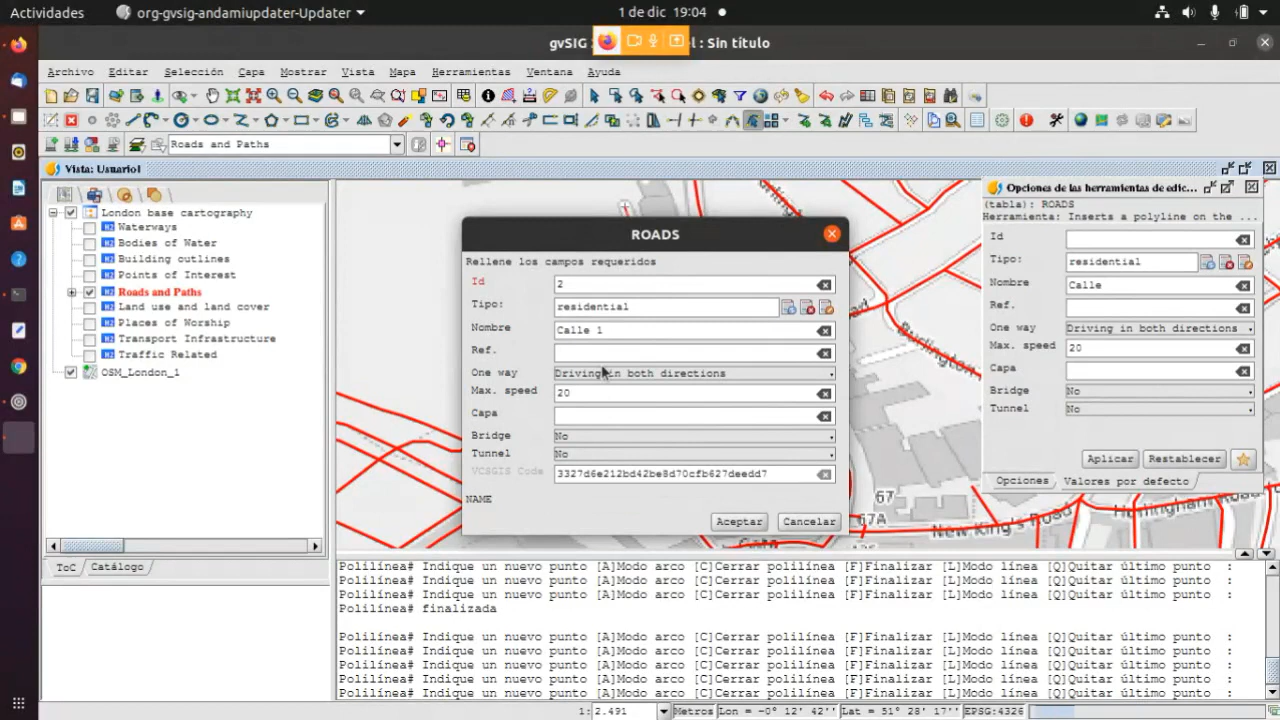 Actividades
org-gvsig-andamiupdater-Updater
1 de dic 19:04
gvSIG
: Sin título
Archivo Editar Selección Capa Mostrar Vista Mapa Herramientas Ventana Ayuda
Roads and Paths
Vista: Usuario1
London base cartography
Waterways
Bodies of Water
Building outlines
Points of Interest
Roads and Paths
Land use and land cover
Places of Worship
Transport Infrastructure
Traffic Related
OSM_London_1
ToC Catálogo
ROADS
Rellene los campos requeridos
Id 2
Tipo: residential
Nombre Calle 1
Ref.
One way Driving in both directions
Max. speed 20
Capa
Bridge No
Tunnel No
VCSGIS Code 3327d6e212bd42be8d70cfb627deedd7
NAME
Aceptar Cancelar
Opciones de las herramientas de edic...
(tabla): ROADS
Herramienta: Inserts a polyline on the ...
Id
Tipo: residential
Nombre Calle
Ref.
One way Driving in both directions
Max. speed 20
Capa
Bridge No
Tunnel No
Aplicar Restablecer
Opciones Valores por defecto
67
67A
New King's Road
Hurlingham Road
Polilínea# Indique un nuevo punto [A]Modo arco [C]Cerrar polilínea [F]Finalizar [L]Modo línea [Q]Quitar último punto :
Polilínea# Indique un nuevo punto [A]Modo arco [C]Cerrar polilínea [F]Finalizar [L]Modo línea [Q]Quitar último punto :
Polilínea# Indique un nuevo punto [A]Modo arco [C]Cerrar polilínea [F]Finalizar [L]Modo línea [Q]Quitar último punto :
Polilínea# finalizada
Polilínea# Indique un nuevo punto [A]Modo arco [C]Cerrar polilínea [F]Finalizar [L]Modo línea [Q]Quitar último punto :
Polilínea# Indique un nuevo punto [A]Modo arco [C]Cerrar polilínea [F]Finalizar [L]Modo línea [Q]Quitar último punto :
Polilínea# Indique un nuevo punto [A]Modo arco [C]Cerrar polilínea [F]Finalizar [L]Modo línea [Q]Quitar último punto :
Polilínea# Indique un nuevo punto [A]Modo arco [C]Cerrar polilínea [F]Finalizar [L]Modo línea [Q]Quitar último punto :
Polilínea# Indique un nuevo punto [A]Modo arco [C]Cerrar polilínea [F]Finalizar [L]Modo línea [Q]Quitar último punto :
1: 2.491 Metros Lon = -0° 12' 42'' Lat = 51° 28' 17'' EPSG:4326